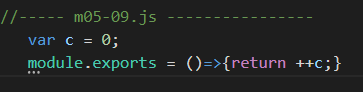 //----- m05-09.js ----------------
var c = 0;
module.exports = ()=>{return ++c;}